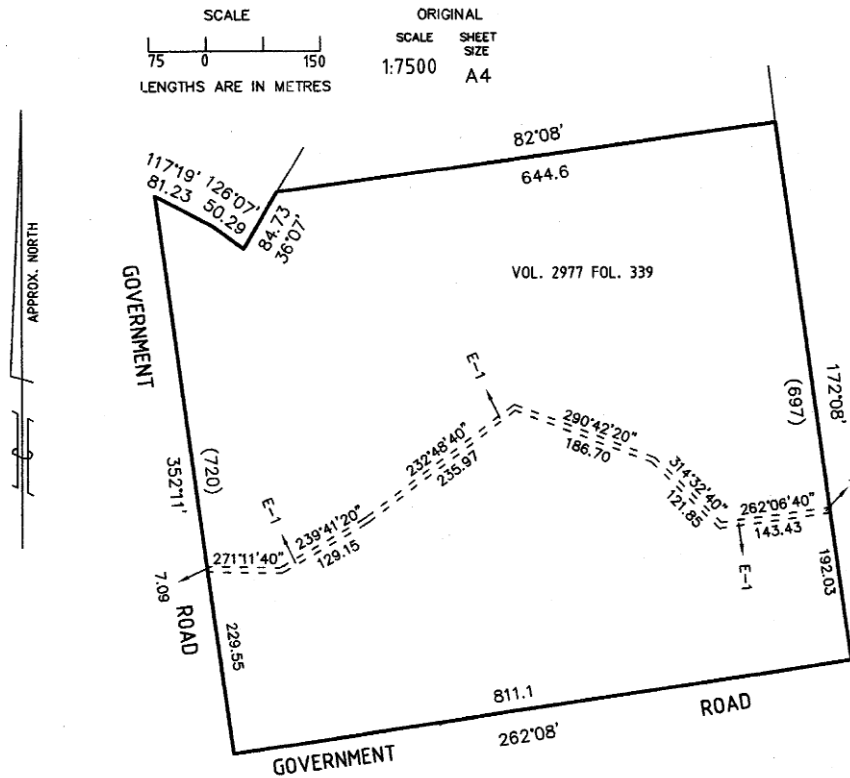 SCALE
75 0 150
LENGTHS ARE IN METRES
ORIGINAL
SCALE SHEET SIZE
1:7500 A4
APPROX. NORTH
117°19' 126°07'
81.23 50.29
84.73
36°07'
82°08'
644.6
VOL. 2977 FOL. 339
GOVERNMENT
(720)
352°11'
ROAD
7.09
229.55
E-1
271°11'40"
239°41'20"
129.15
232°48'40"
235.97
E-1
290°42'20"
186.70
314°32'40"
121.85
262°06'40"
143.43
E-1
172°08'
(697)
192.03
811.1
GOVERNMENT
262°08'
ROAD